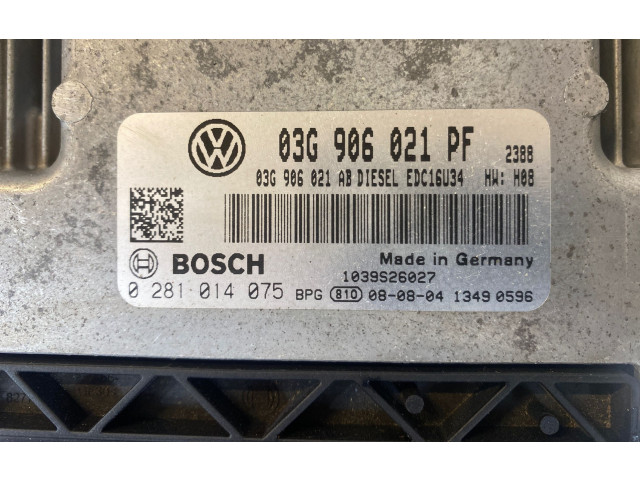 03G 906 021 PF 2388
03G 906 021 AB DIESEL EDC16U34 HW: H08
BOSCH Made in Germany
1039S26027
0 281 014 075 BPG 810 08-08-04 1349 0596